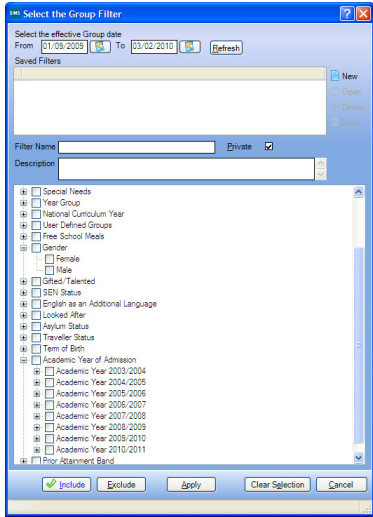 SIMS Select the Group Filter
Select the effective Group date
From 01/09/2009 To 03/02/2010 Refresh
Saved Filters
New
Open
Delete
Save
Filter Name Private
Description
Special Needs
Year Group
National Curriculum Year
User Defined Groups
Free School Meals
Gender
Female
Male
Gifted/Talented
SEN Status
English as an Additional Language
Looked After
Asylum Status
Traveller Status
Term of Birth
Academic Year of Admission
Academic Year 2003/2004
Academic Year 2004/2005
Academic Year 2005/2006
Academic Year 2006/2007
Academic Year 2007/2008
Academic Year 2008/2009
Academic Year 2009/2010
Academic Year 2010/2011
Prior Attainment Band
Include Exclude Apply Clear Selection Cancel